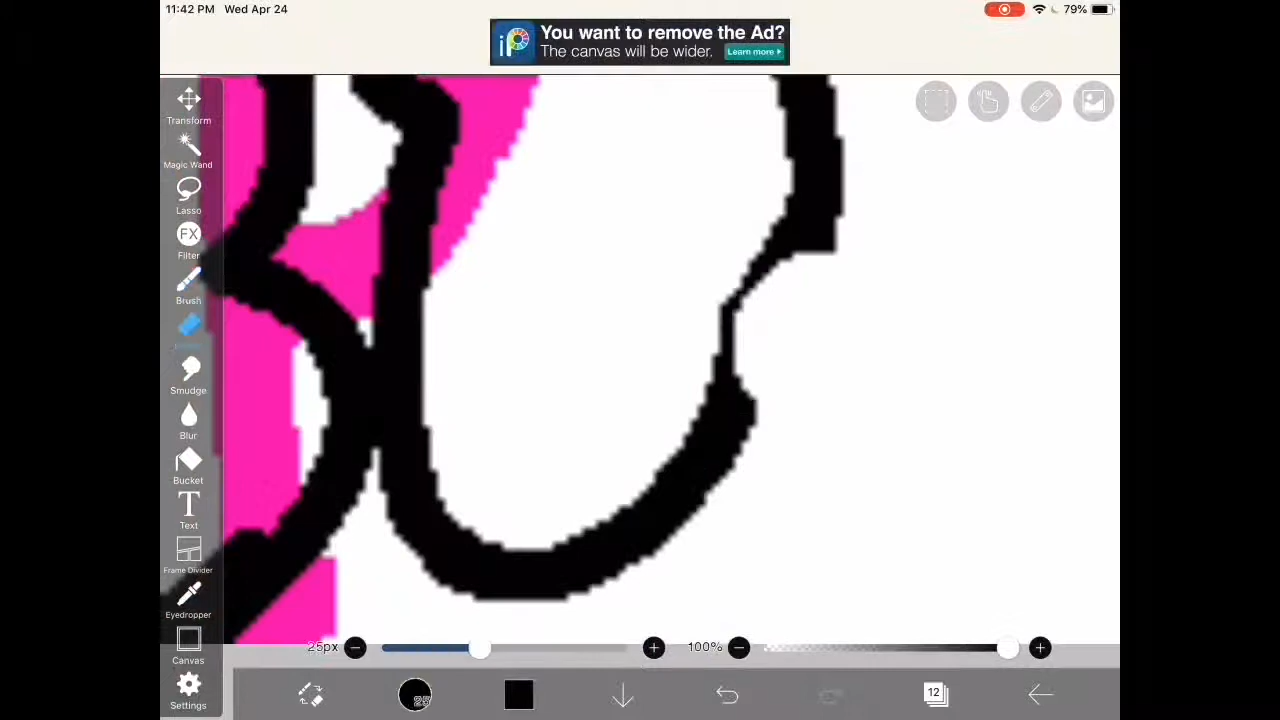 11:42 PM Wed Apr 24
79%
iP
You want to remove the Ad?
The canvas will be wider.
Learn more
Transform
Magic Wand
Lasso
FX
Filter
Brush
Smudge
Blur
Bucket
T
Text
Frame Divider
Eyedropper
Canvas
Settings
25px
100%
25
12